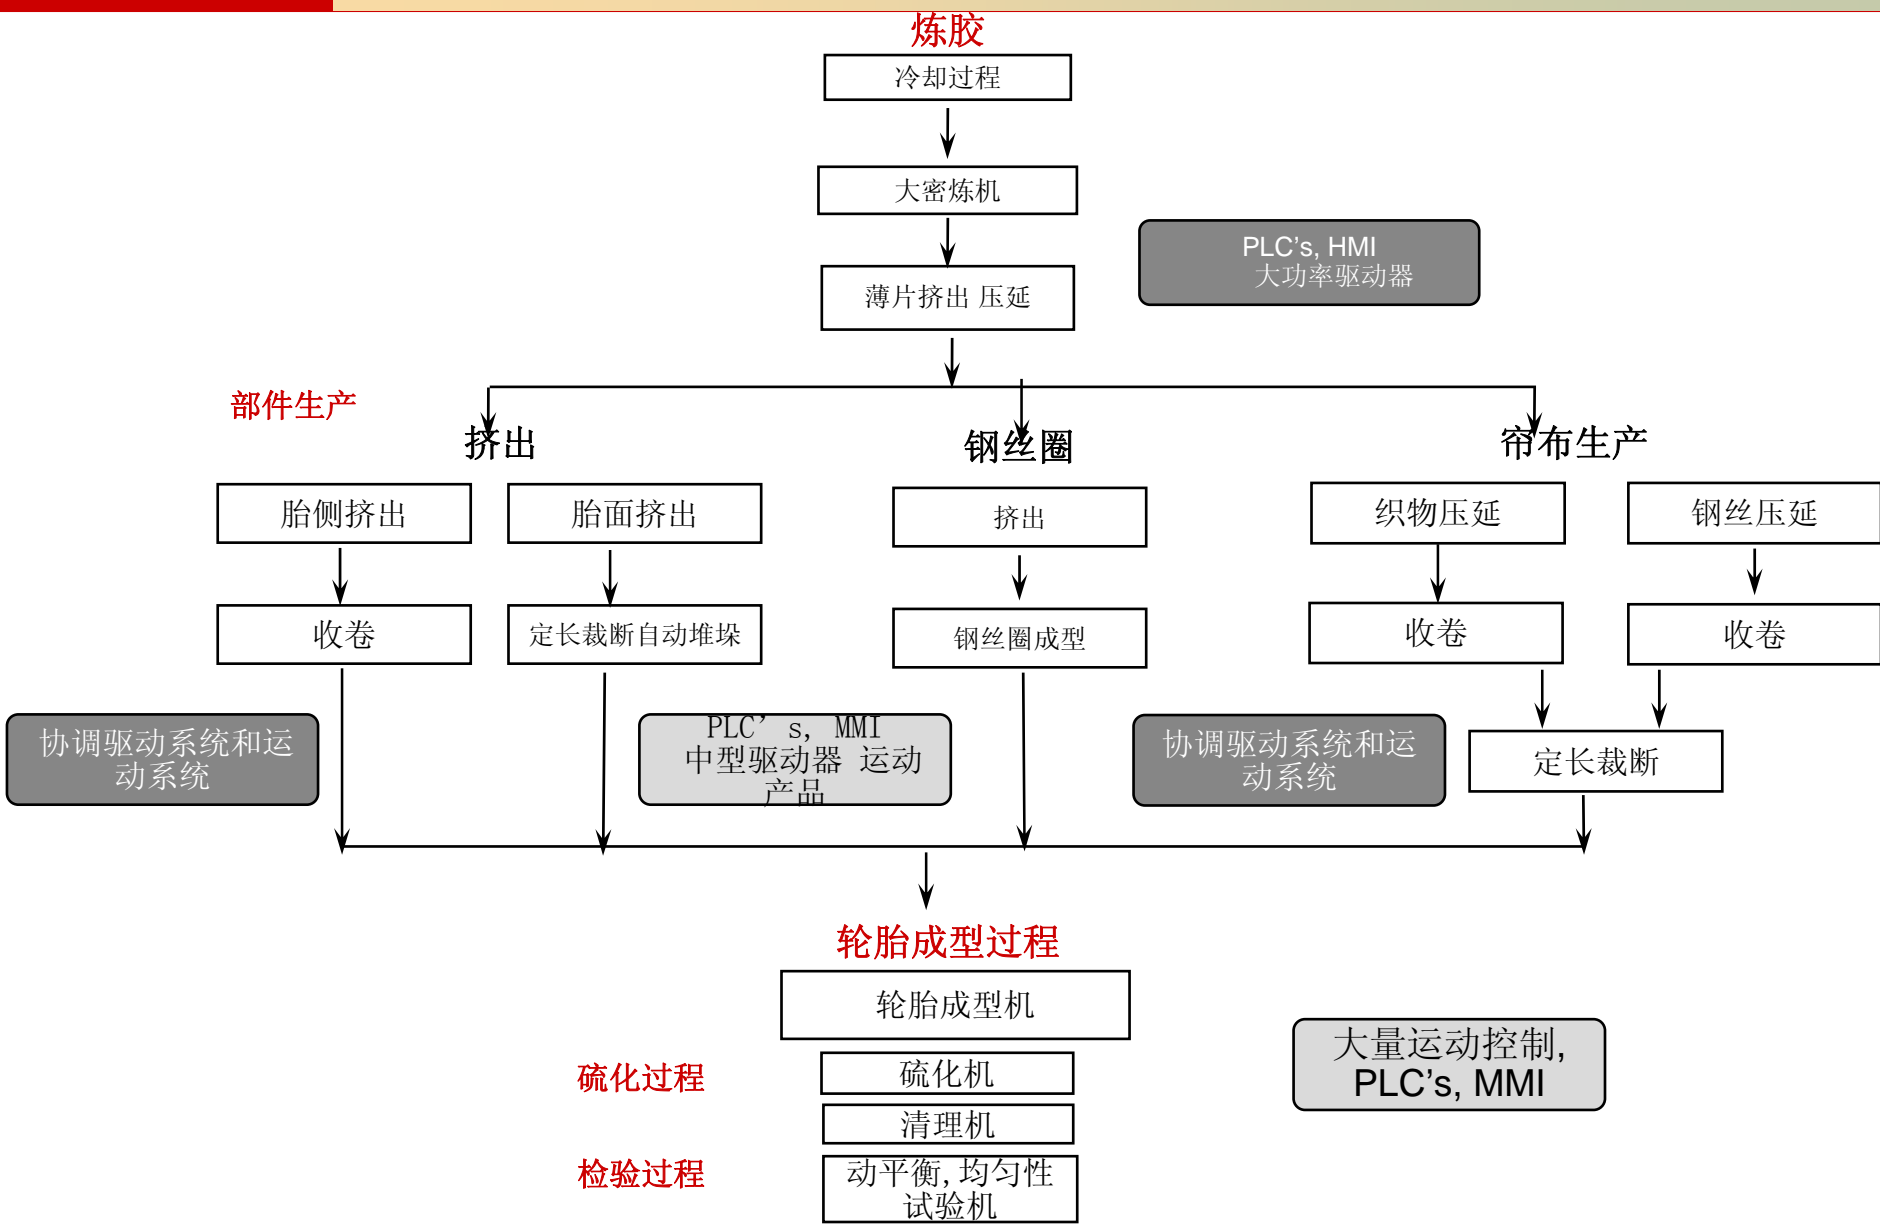 炼胶
冷却过程
大密炼机
PLC's, HMI
大功率驱动器
薄片挤出 压延
部件生产
挤出
钢丝圈
帘布生产
胎侧挤出
胎面挤出
挤出
织物压延
钢丝压延
收卷
定长裁断自动堆垛
钢丝圈成型
收卷
收卷
协调驱动系统和运
动系统
PLC’s, MMI
中型驱动器 运动
产品
协调驱动系统和运
动系统
定长裁断
轮胎成型过程
轮胎成型机
大量运动控制,
PLC’s, MMI
硫化过程
硫化机
清理机
检验过程
动平衡,均匀性
试验机